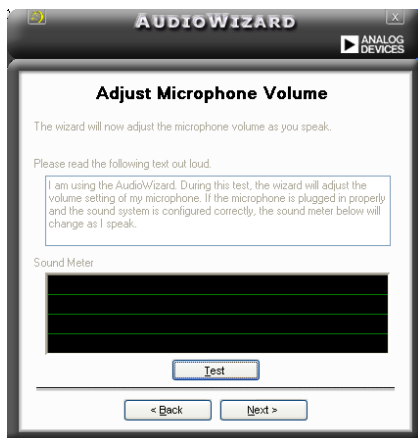 AUDIOWIZARD
X
ANALOG
DEVICES
Adjust Microphone Volume
The wizard will now adjust the microphone volume as you speak.
Please read the following text out loud.
I am using the AudioWizard. During this test, the wizard will adjust the
volume setting of my microphone. If the microphone is plugged in properly
and the sound system is configured correctly, the sound meter below will
change as I speak.
Sound Meter
Test
< Back
Next >